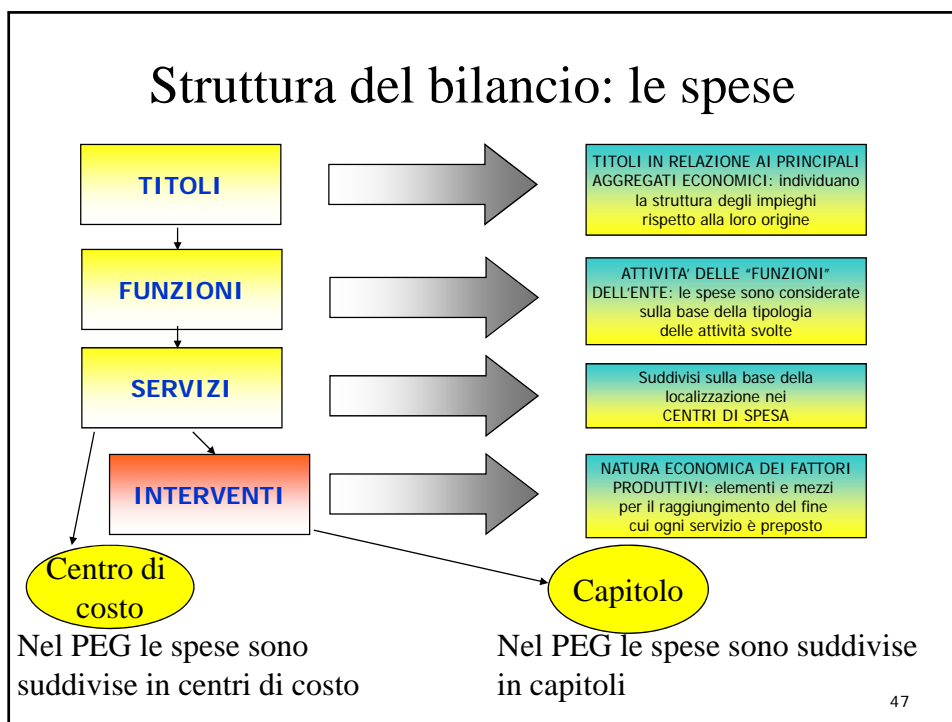 Struttura del bilancio: le spese
TITOLI
TITOLI IN RELAZIONE AI PRINCIPALI
AGGREGATI ECONOMICI: individuano
la struttura degli impieghi
rispetto alla loro origine
FUNZIONI
ATTIVITA' DELLE "FUNZIONI"
DELL'ENTE: le spese sono considerate
sulla base della tipologia
delle attività svolte
SERVIZI
Suddivisi sulla base della
localizzazione nei
CENTRI DI SPESA
INTERVENTI
NATURA ECONOMICA DEI FATTORI
PRODUTTIVI: elementi e mezzi
per il raggiungimento del fine
cui ogni servizio è preposto
Centro di
costo
Capitolo
Nel PEG le spese sono
suddivise in centri di costo
Nel PEG le spese sono suddivise
in capitoli
47